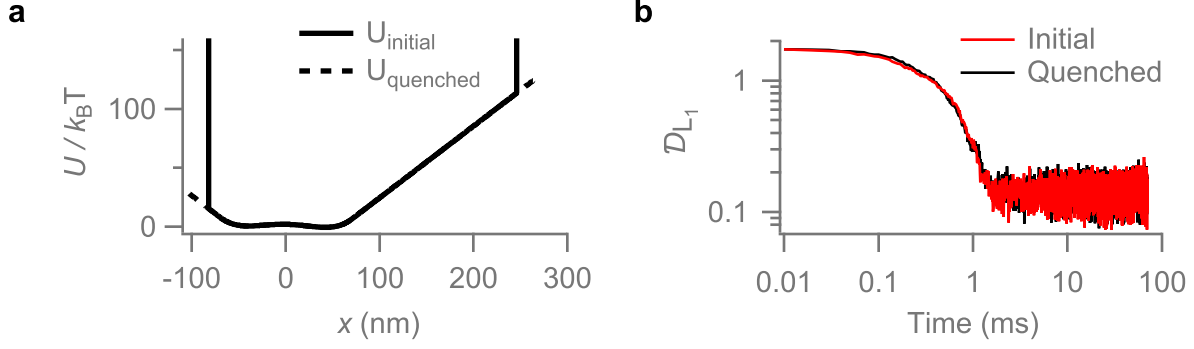 a
U_initial
U_quenched
U / k_BT
100
0
-100 0 100 200 300
x (nm)
b
Initial
Quenched
𝒟_L₁
1
0.1
0.01 0.1 1 10 100
Time (ms)